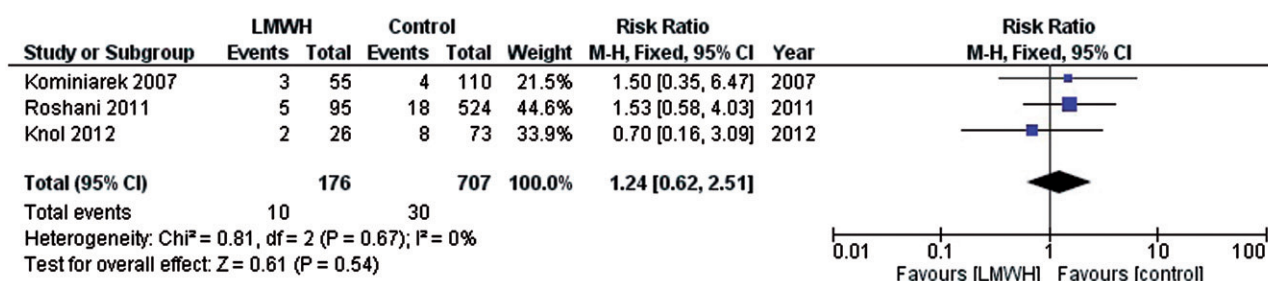 LMWH Control Risk Ratio Risk Ratio
Study or Subgroup Events Total Events Total Weight M-H, Fixed, 95% CI Year M-H, Fixed, 95% CI
Kominiarek 2007 3 55 4 110 21.5% 1.50 [0.35, 6.47] 2007
Roshani 2011 5 95 18 524 44.6% 1.53 [0.58, 4.03] 2011
Knol 2012 2 26 8 73 33.9% 0.70 [0.16, 3.09] 2012
Total (95% CI) 176 707 100.0% 1.24 [0.62, 2.51]
Total events 10 30
Heterogeneity: Chi² = 0.81, df = 2 (P = 0.67); I² = 0%
Test for overall effect: Z = 0.61 (P = 0.54)
0.01 0.1 1 10 100
Favours [LMWH] Favours [control]